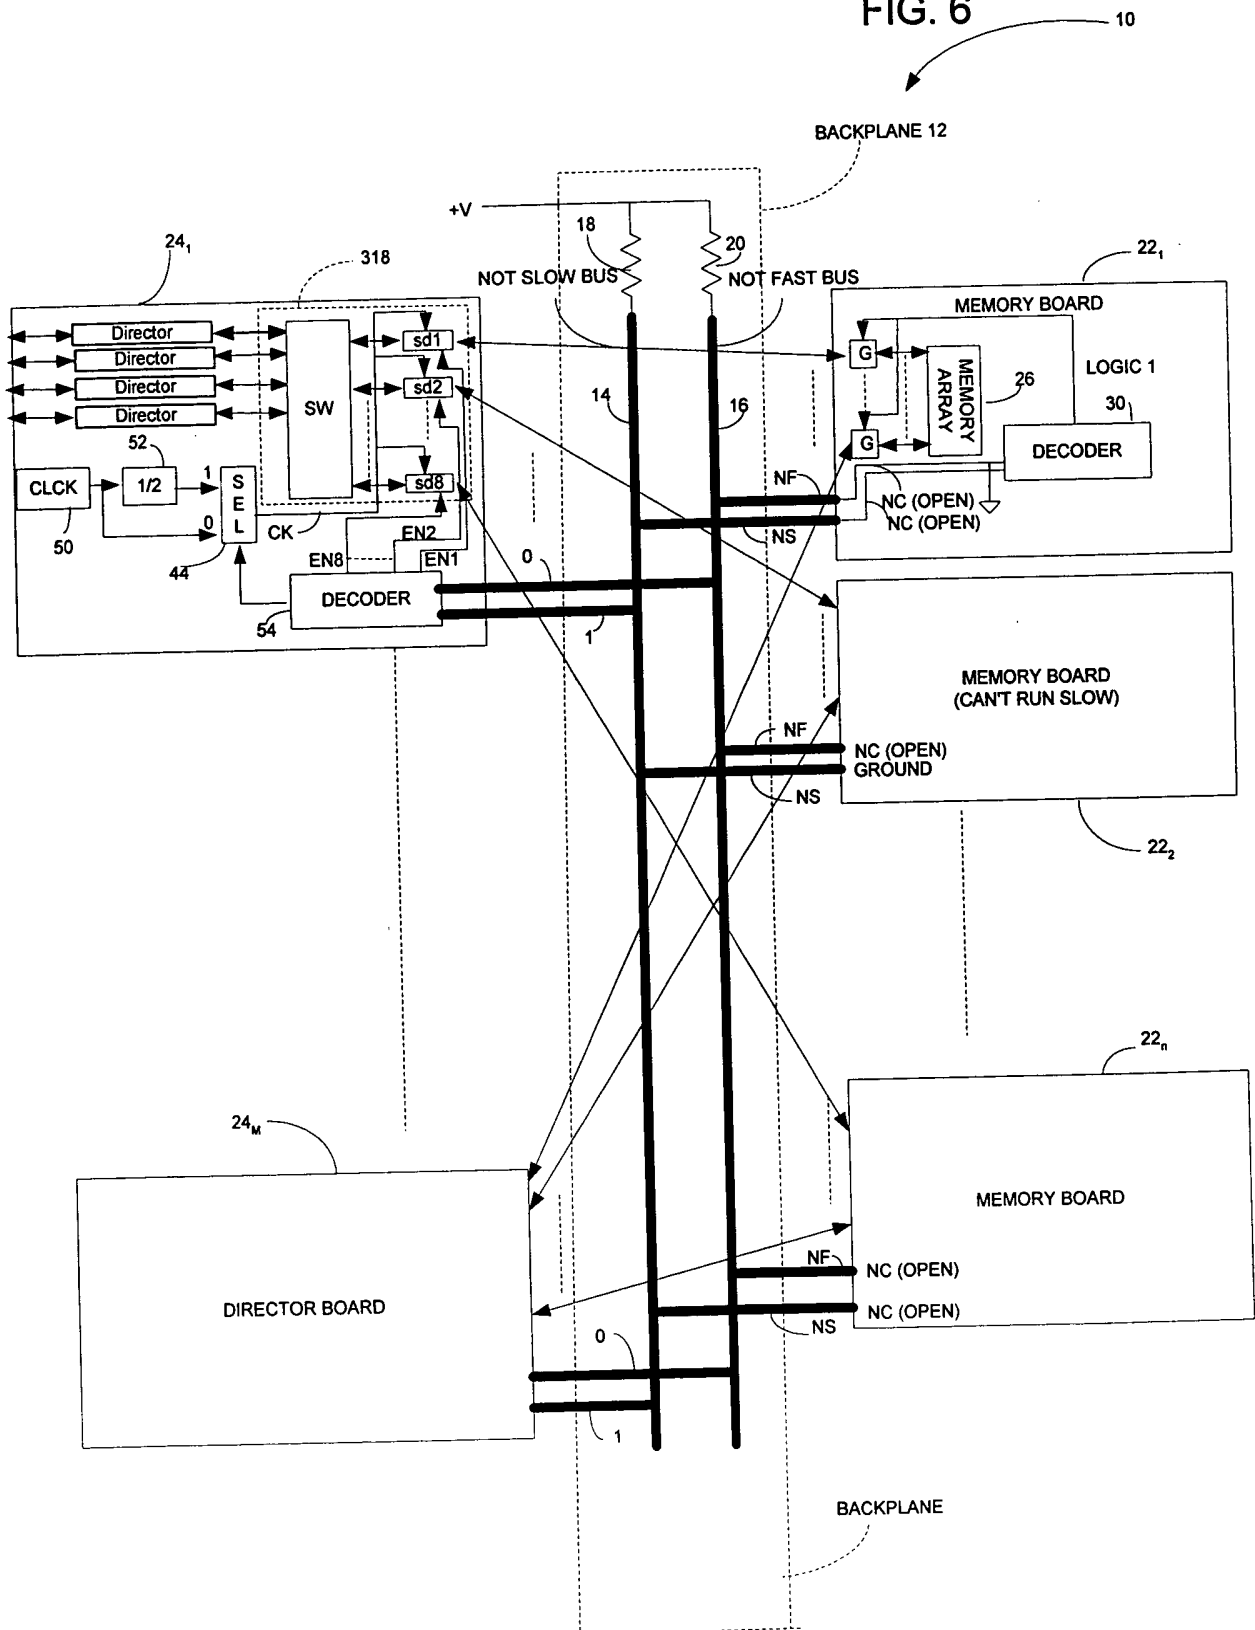 FIG. 6
10
BACKPLANE 12
+V
18
20
24₁
318
NOT SLOW BUS
NOT FAST BUS
22₁
MEMORY BOARD
Director
Director
Director
Director
SW
sd1
sd2
sd8
14
16
G
G
MEMORY ARRAY
26
LOGIC 1
30
DECODER
52
CLCK
1/2
1
0
SEL
50
44
CK
EN8
EN2
EN1
DECODER
54
0
1
NF
NC (OPEN)
NC (OPEN)
NS
MEMORY BOARD
(CAN'T RUN SLOW)
NF
NC (OPEN)
GROUND
NS
22₂
22ₙ
24M
MEMORY BOARD
NF
NC (OPEN)
NC (OPEN)
NS
DIRECTOR BOARD
0
1
BACKPLANE